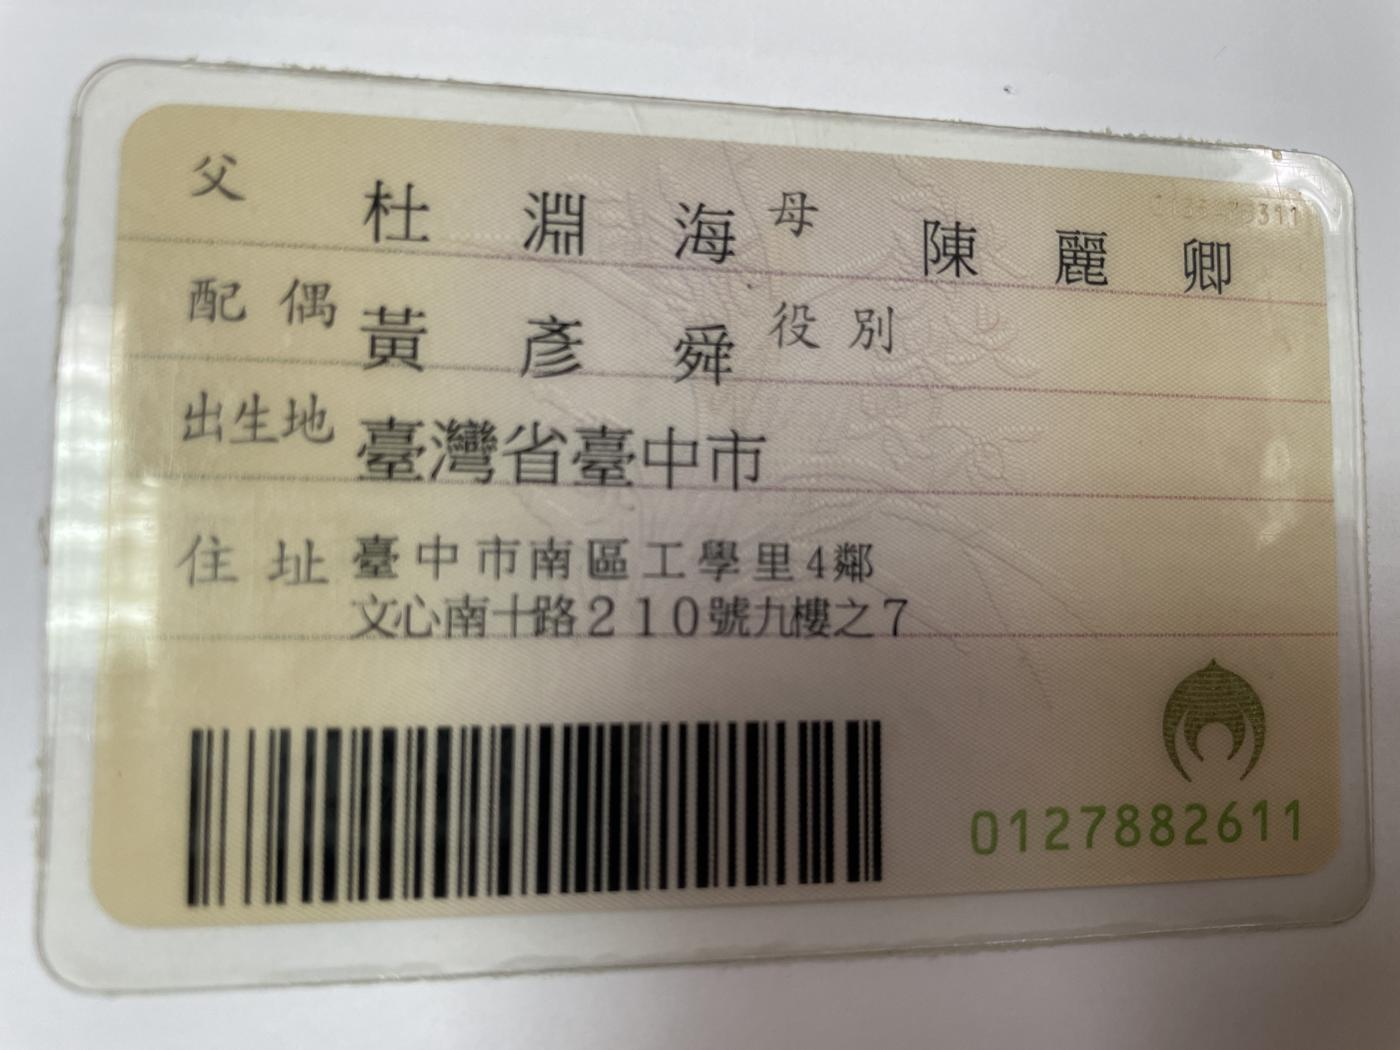 父 杜淵海 母 陳麗卿
配偶 黃彥舜 役別
出生地 臺灣省臺中市
住址 臺中市南區工學里4鄰
文心南十路210號九樓之7
0127882611